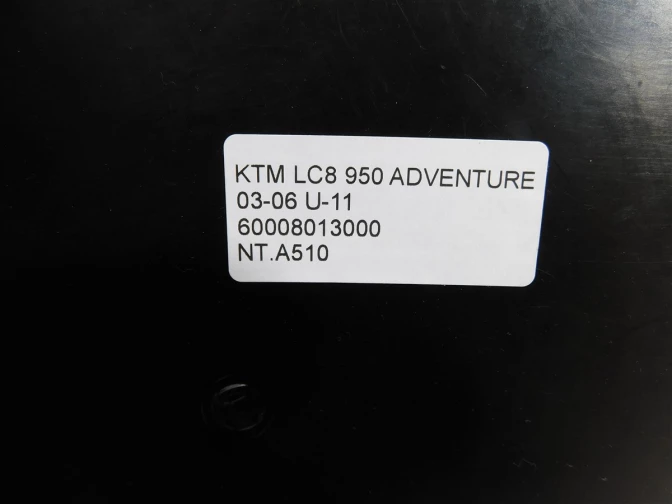 KTM LC8 950 ADVENTURE
03-06 U-11
60008013000
NT.A510